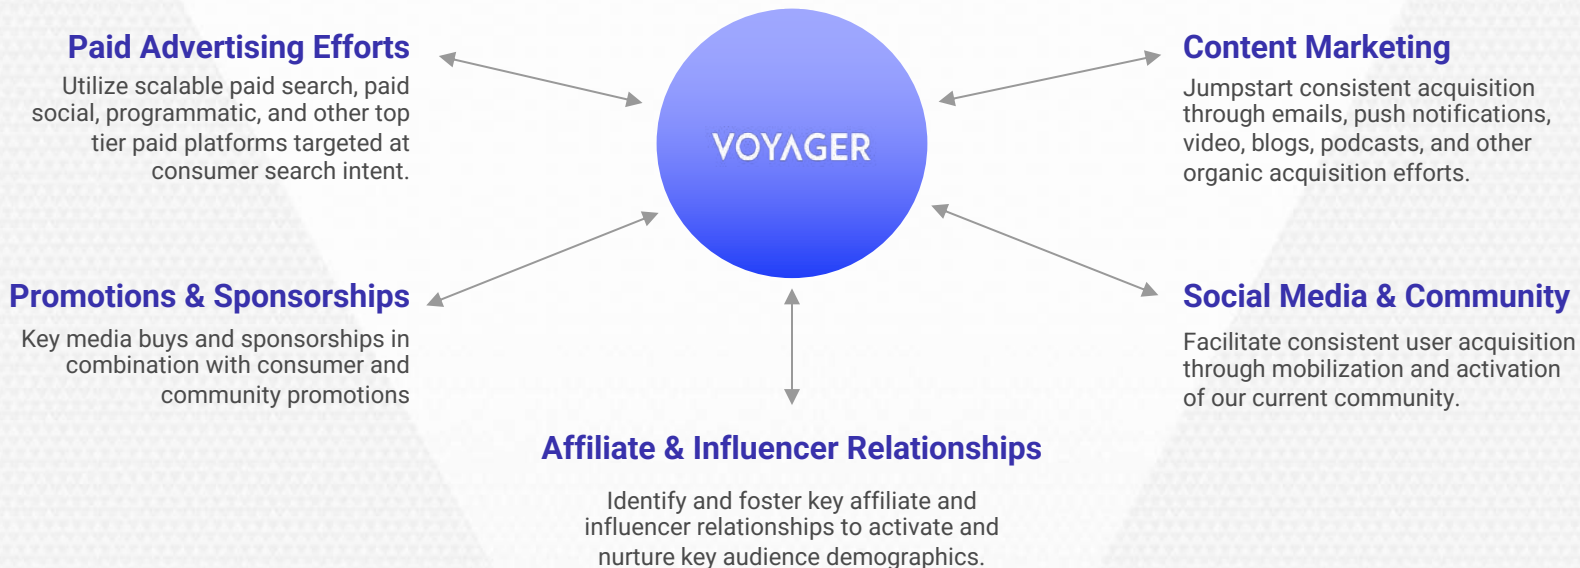 Paid Advertising Efforts
Utilize scalable paid search, paid
social, programmatic, and other top
tier paid platforms targeted at
consumer search intent.
VOYAGER
Content Marketing
Jumpstart consistent acquisition
through emails, push notifications,
video, blogs, podcasts, and other
organic acquisition efforts.
Promotions & Sponsorships
Key media buys and sponsorships in
combination with consumer and
community promotions
Social Media & Community
Facilitate consistent user acquisition
through mobilization and activation
of our current community.
Affiliate & Influencer Relationships
Identify and foster key affiliate and
influencer relationships to activate and
nurture key audience demographics.